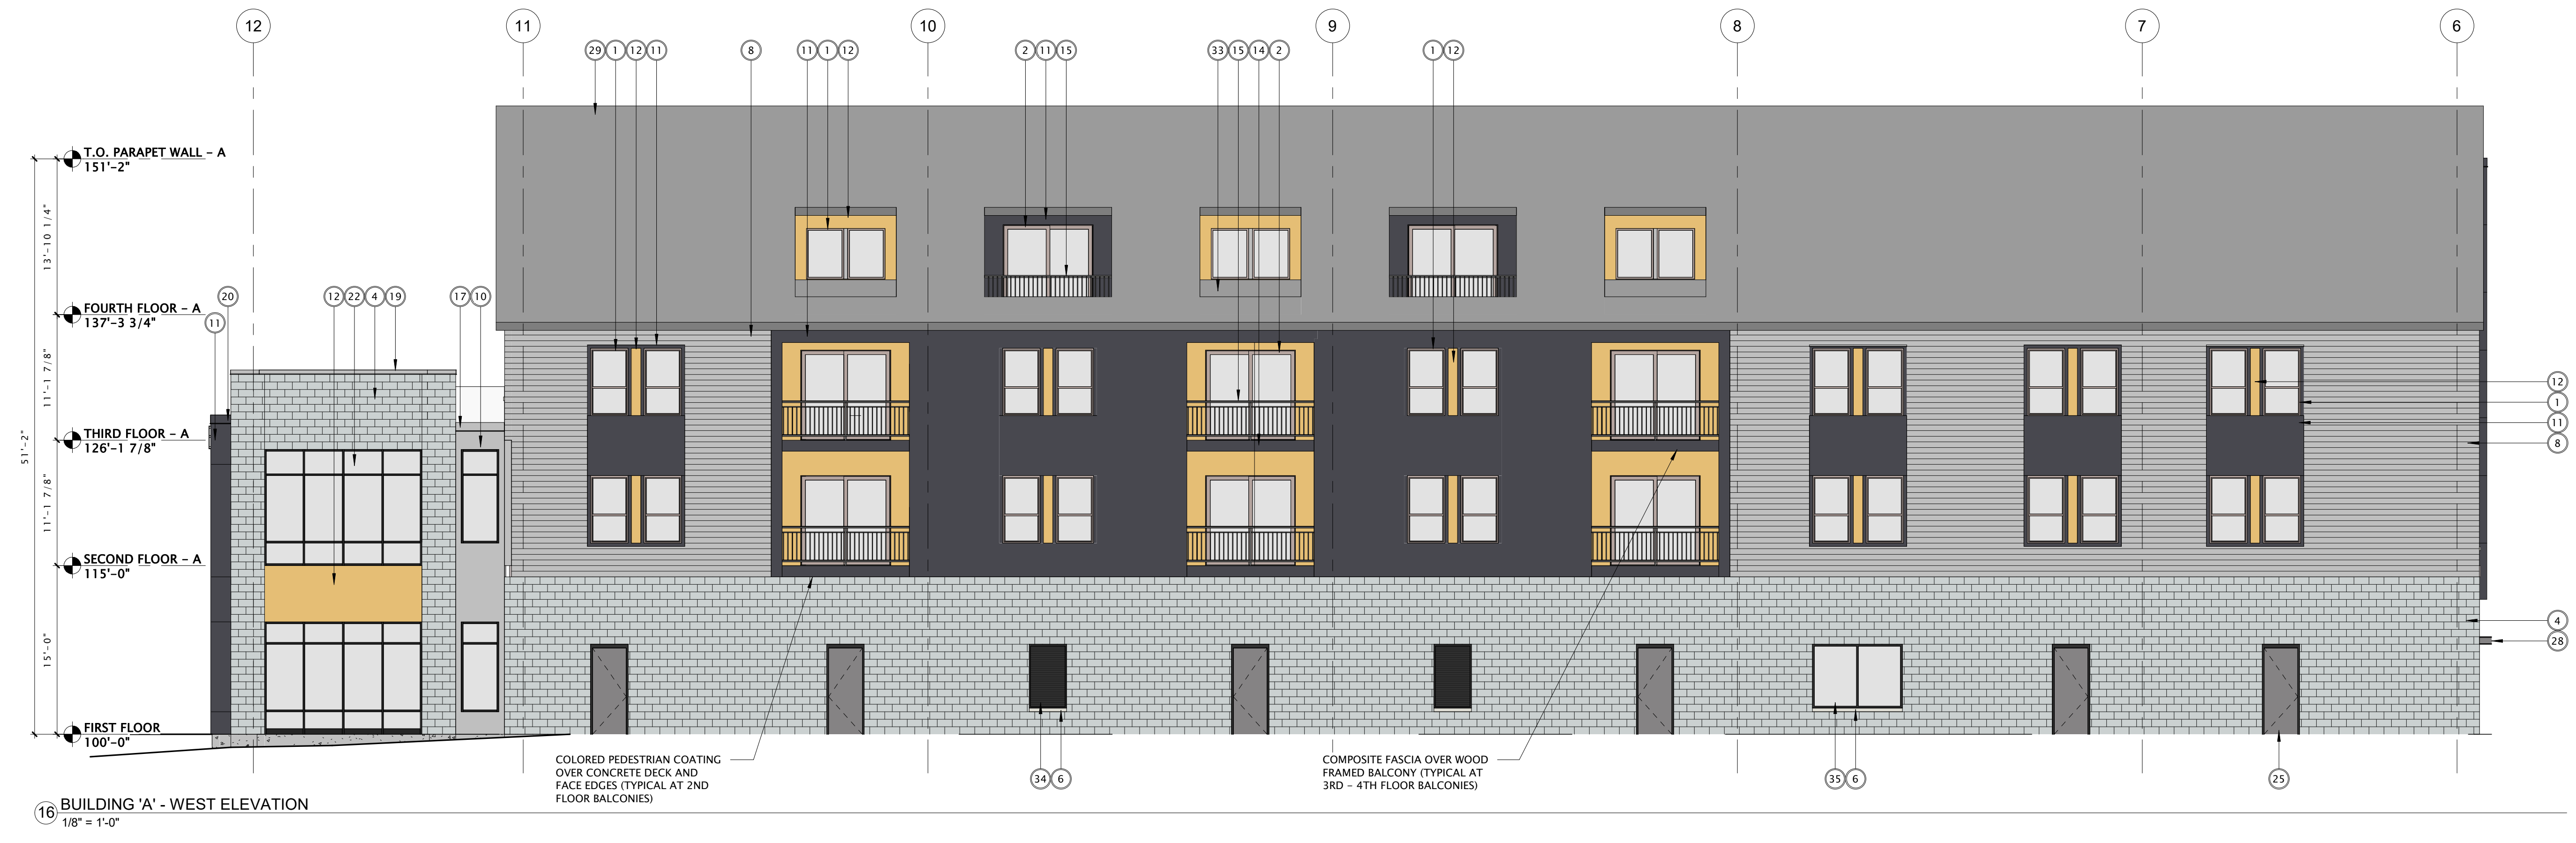 12 11 10 9 8 7 6
29 1 12 11 8 11 1 12 2 11 15 33 15 14 2 1 12
T.O. PARAPET WALL - A
151'-2"
13'-10 1/4"
20 12 22 4 19 17 10
FOURTH FLOOR - A
137'-3 3/4"
11
11'-1 7/8"
12
1
11
8
THIRD FLOOR - A
126'-1 7/8"
51'-2"
11'-1 7/8"
SECOND FLOOR - A
115'-0"
4
28
15'-0"
FIRST FLOOR
100'-0"
COLORED PEDESTRIAN COATING
OVER CONCRETE DECK AND
FACE EDGES (TYPICAL AT 2ND
FLOOR BALCONIES)
34 6
COMPOSITE FASCIA OVER WOOD
FRAMED BALCONY (TYPICAL AT
3RD - 4TH FLOOR BALCONIES)
35 6
25
16 BUILDING 'A' - WEST ELEVATION
1/8" = 1'-0"